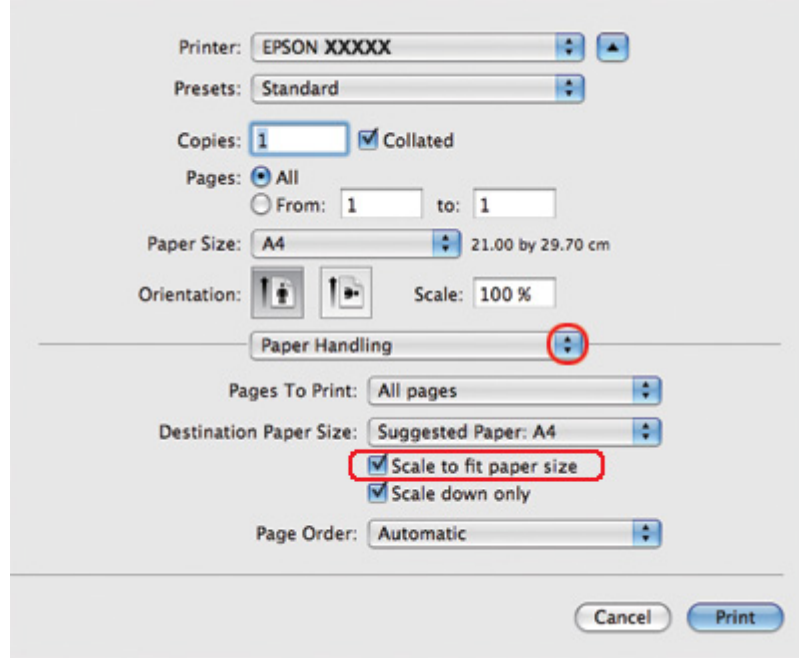 Printer: EPSON XXXXX
Presets: Standard
Copies: 1 Collated
Pages: All
From: 1 to: 1
Paper Size: A4 21.00 by 29.70 cm
Orientation: Scale: 100 %
Paper Handling
Pages To Print: All pages
Destination Paper Size: Suggested Paper: A4
Scale to fit paper size
Scale down only
Page Order: Automatic
Cancel Print